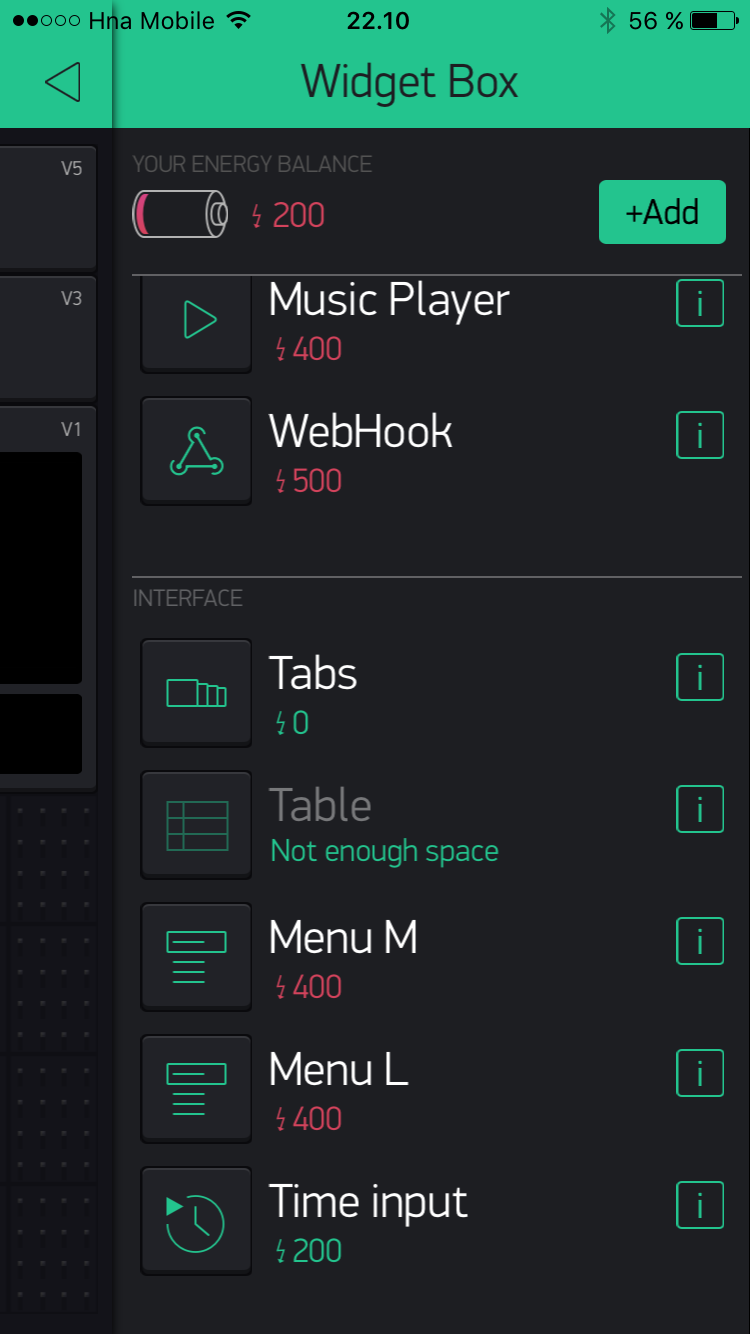 Hna Mobile 22.10 56 %
Widget Box
V5
V3
V1
YOUR ENERGY BALANCE
200
+Add
Music Player
i
400
WebHook
i
500
INTERFACE
Tabs
i
0
Table
i
Not enough space
Menu M
i
400
Menu L
i
400
Time input
i
200